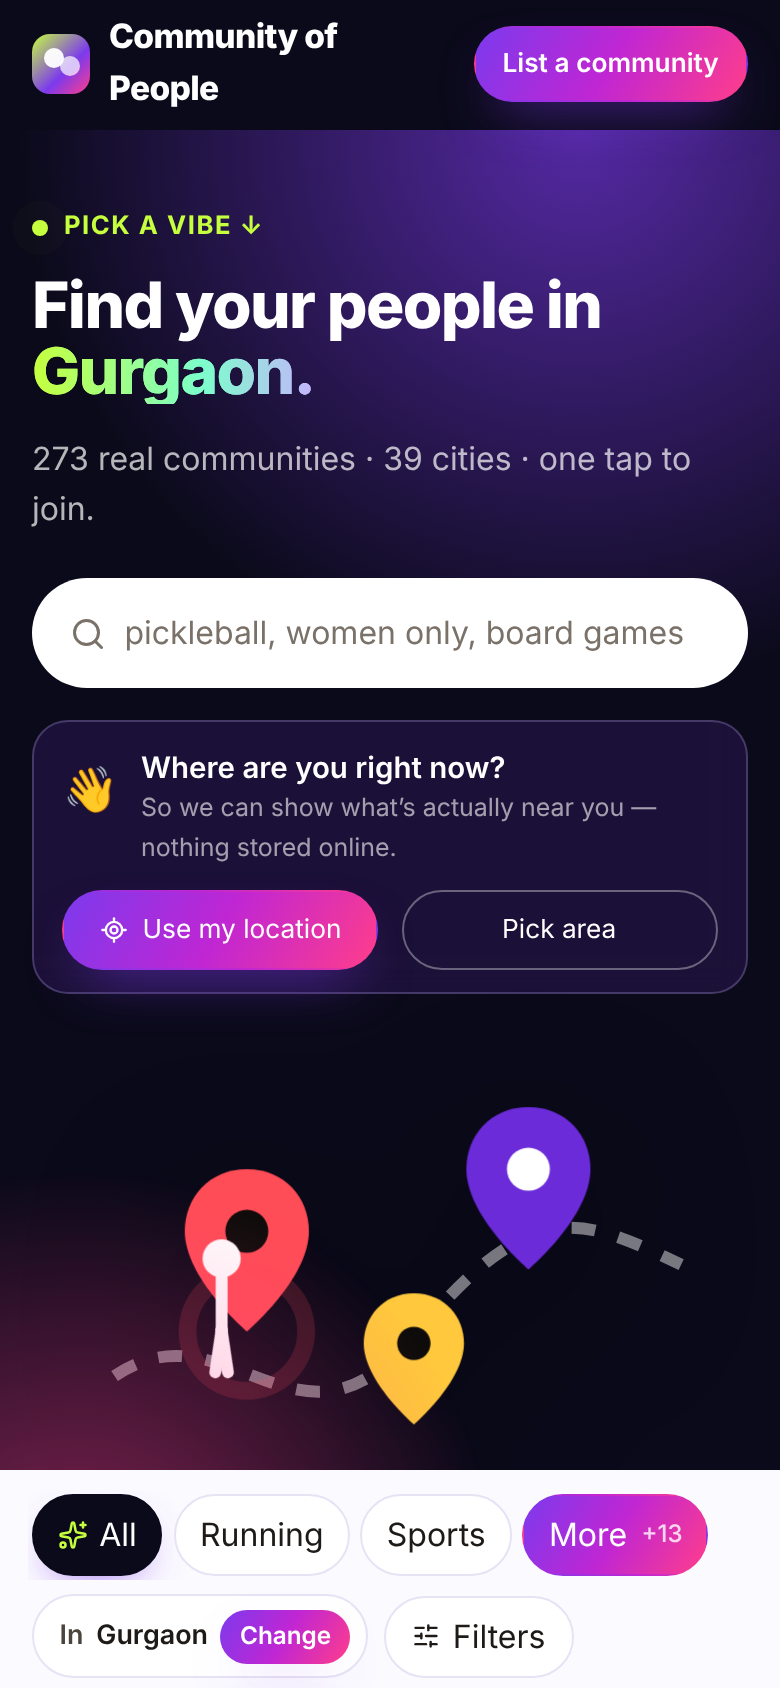 Community of
People
List a community
PICK A VIBE ↓
Find your people in
Gurgaon.
273 real communities · 39 cities · one tap to
join.
pickleball, women only, board games
Where are you right now?
So we can show what’s actually near you —
nothing stored online.
Use my location
Pick area
All
Running
Sports
More +13
In Gurgaon Change
Filters